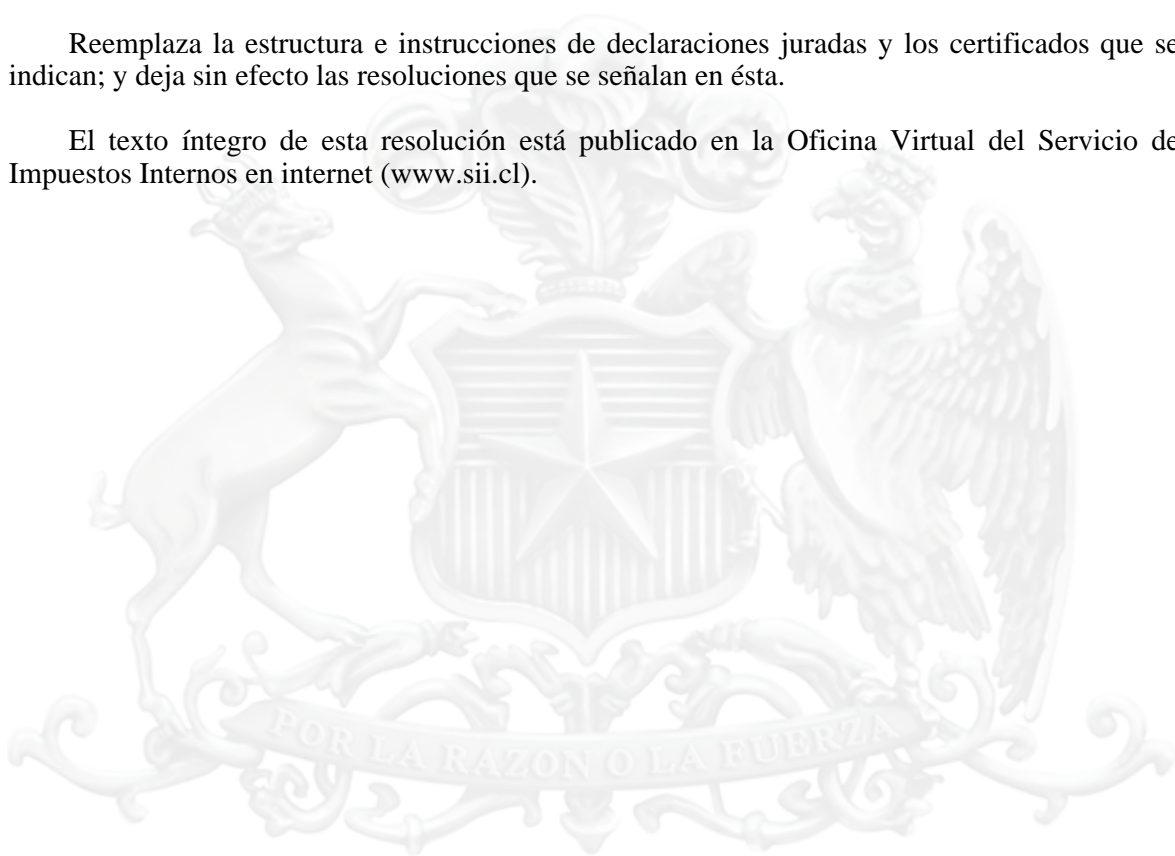 Reemplaza la estructura e instrucciones de declaraciones juradas y los certificados que se
indican; y deja sin efecto las resoluciones que se señalan en ésta.
El texto íntegro de esta resolución está publicado en la Oficina Virtual del Servicio de
Impuestos Internos en internet (www.sii.cl).
POR LA RAZON O LA FUERZA